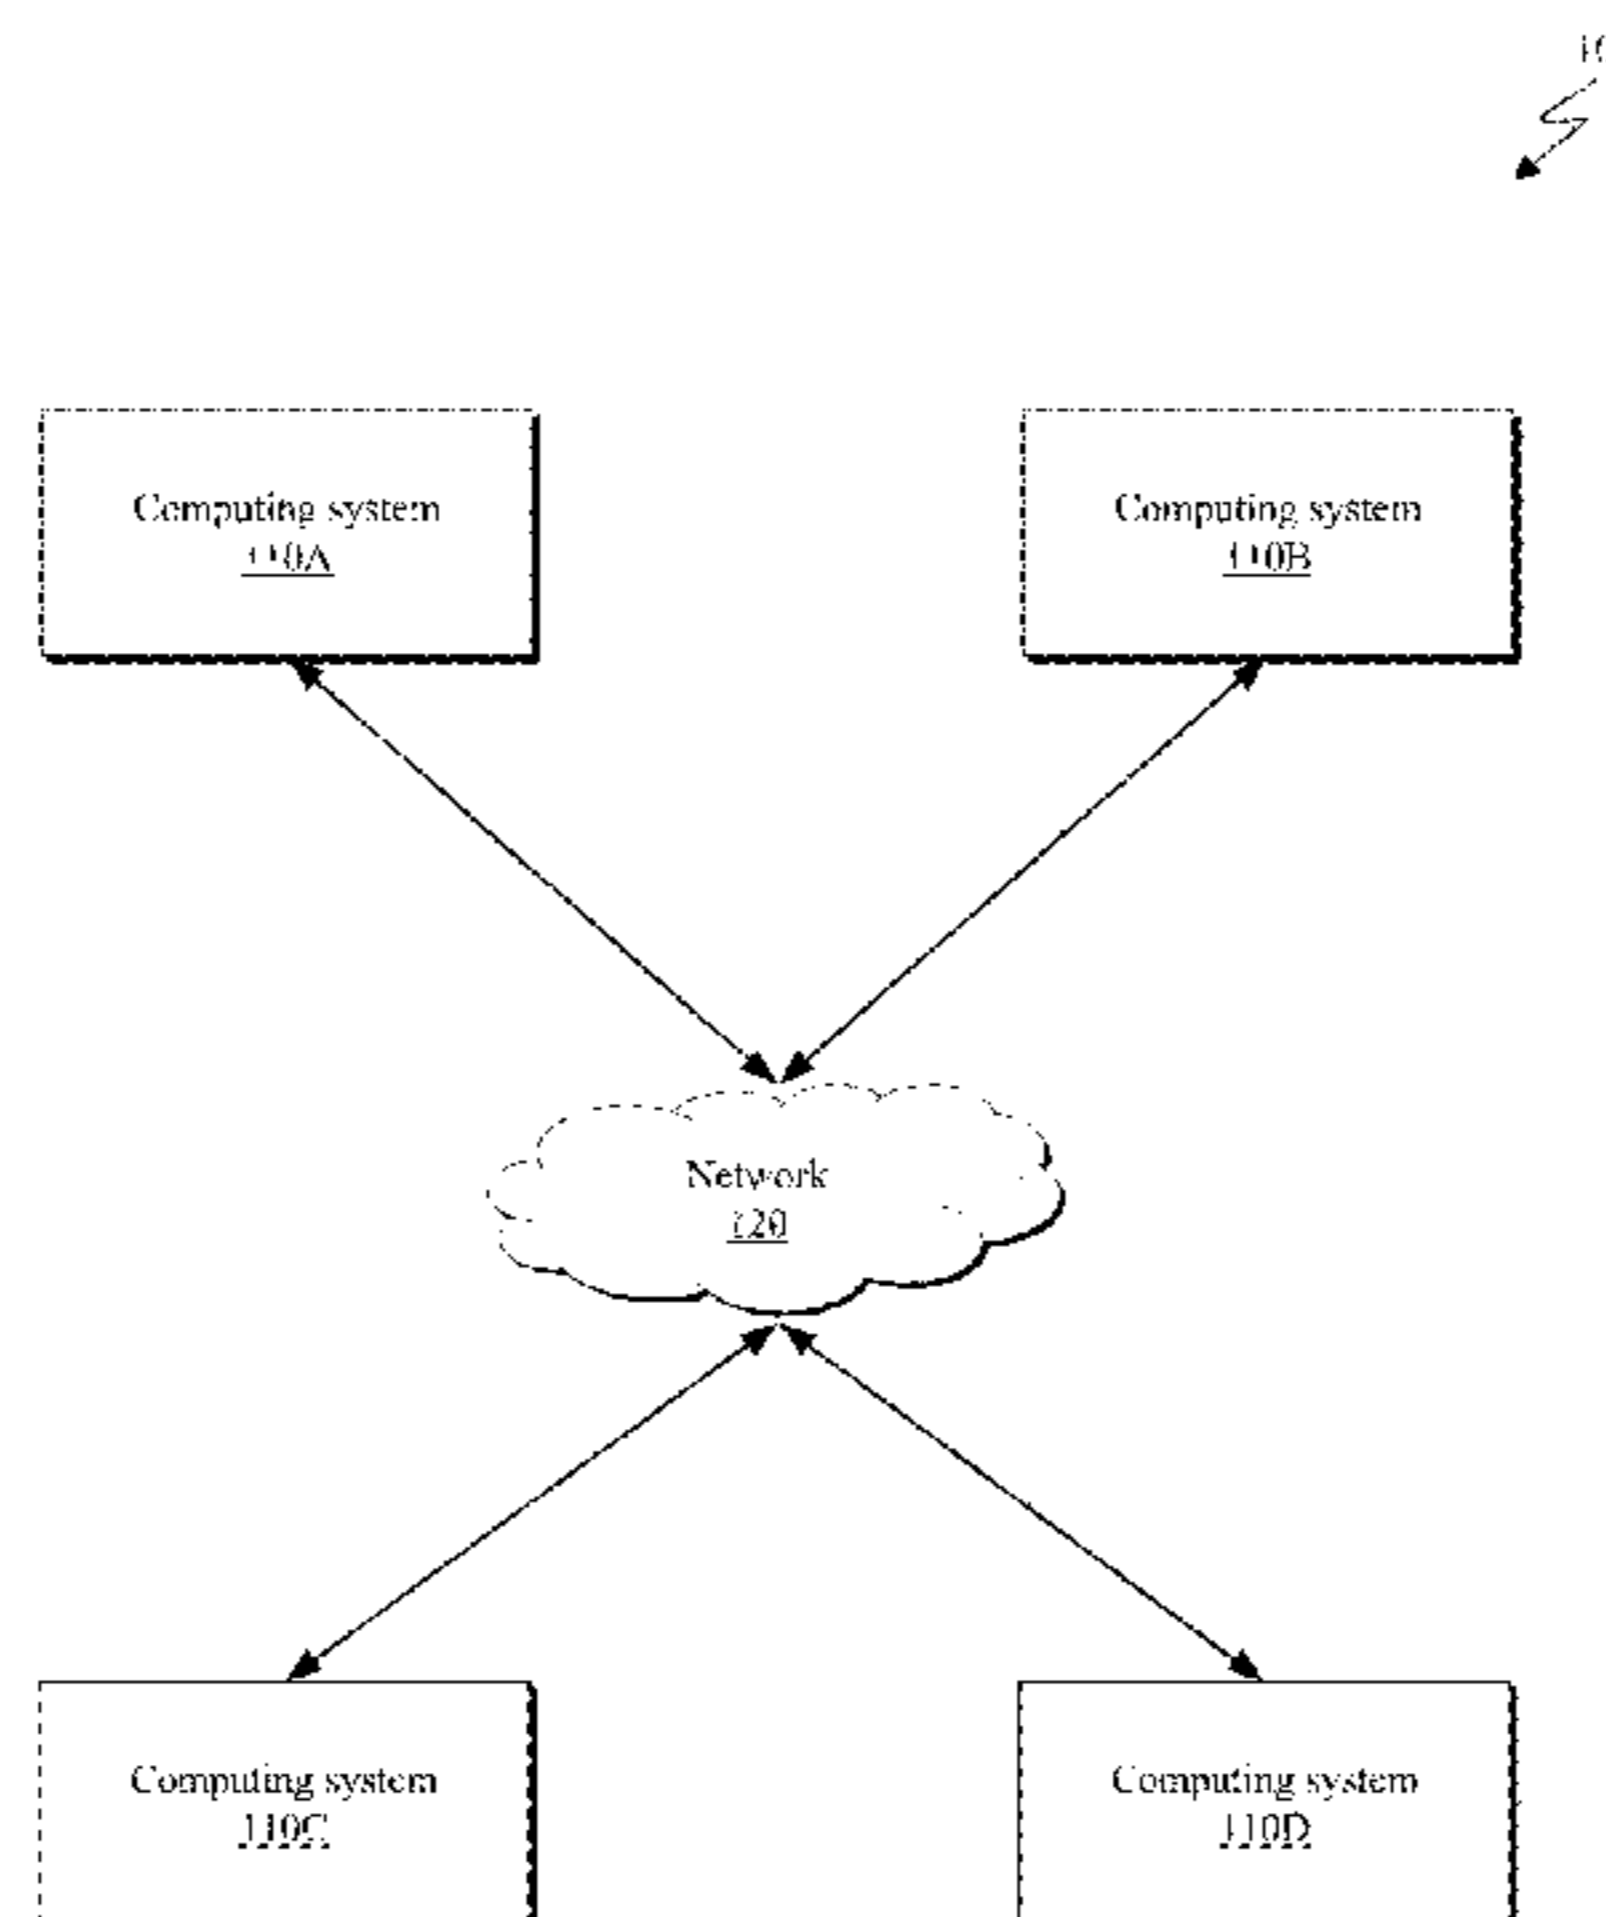 Computing system
110A
Computing system
110B
Network
120
Computing system
110C
Computing system
110D